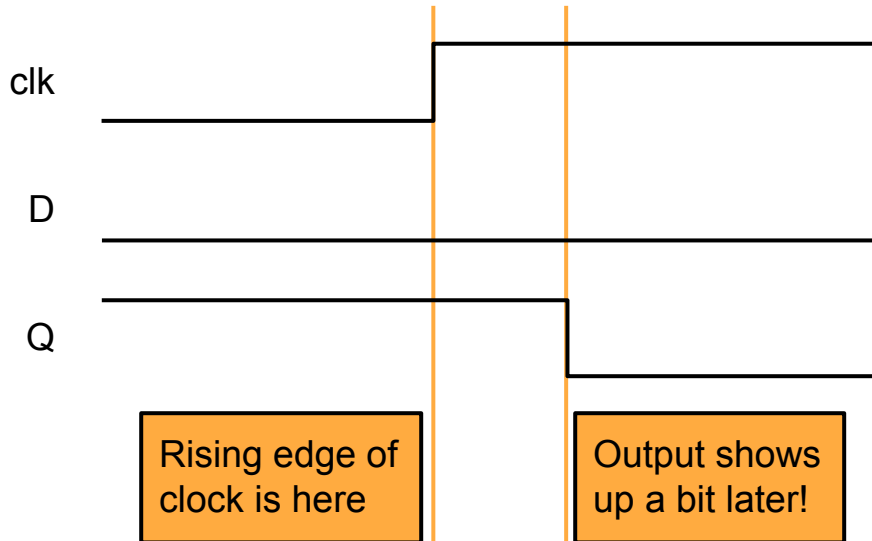 clk
D
Q
Rising edge of
clock is here
Output shows
up a bit later!